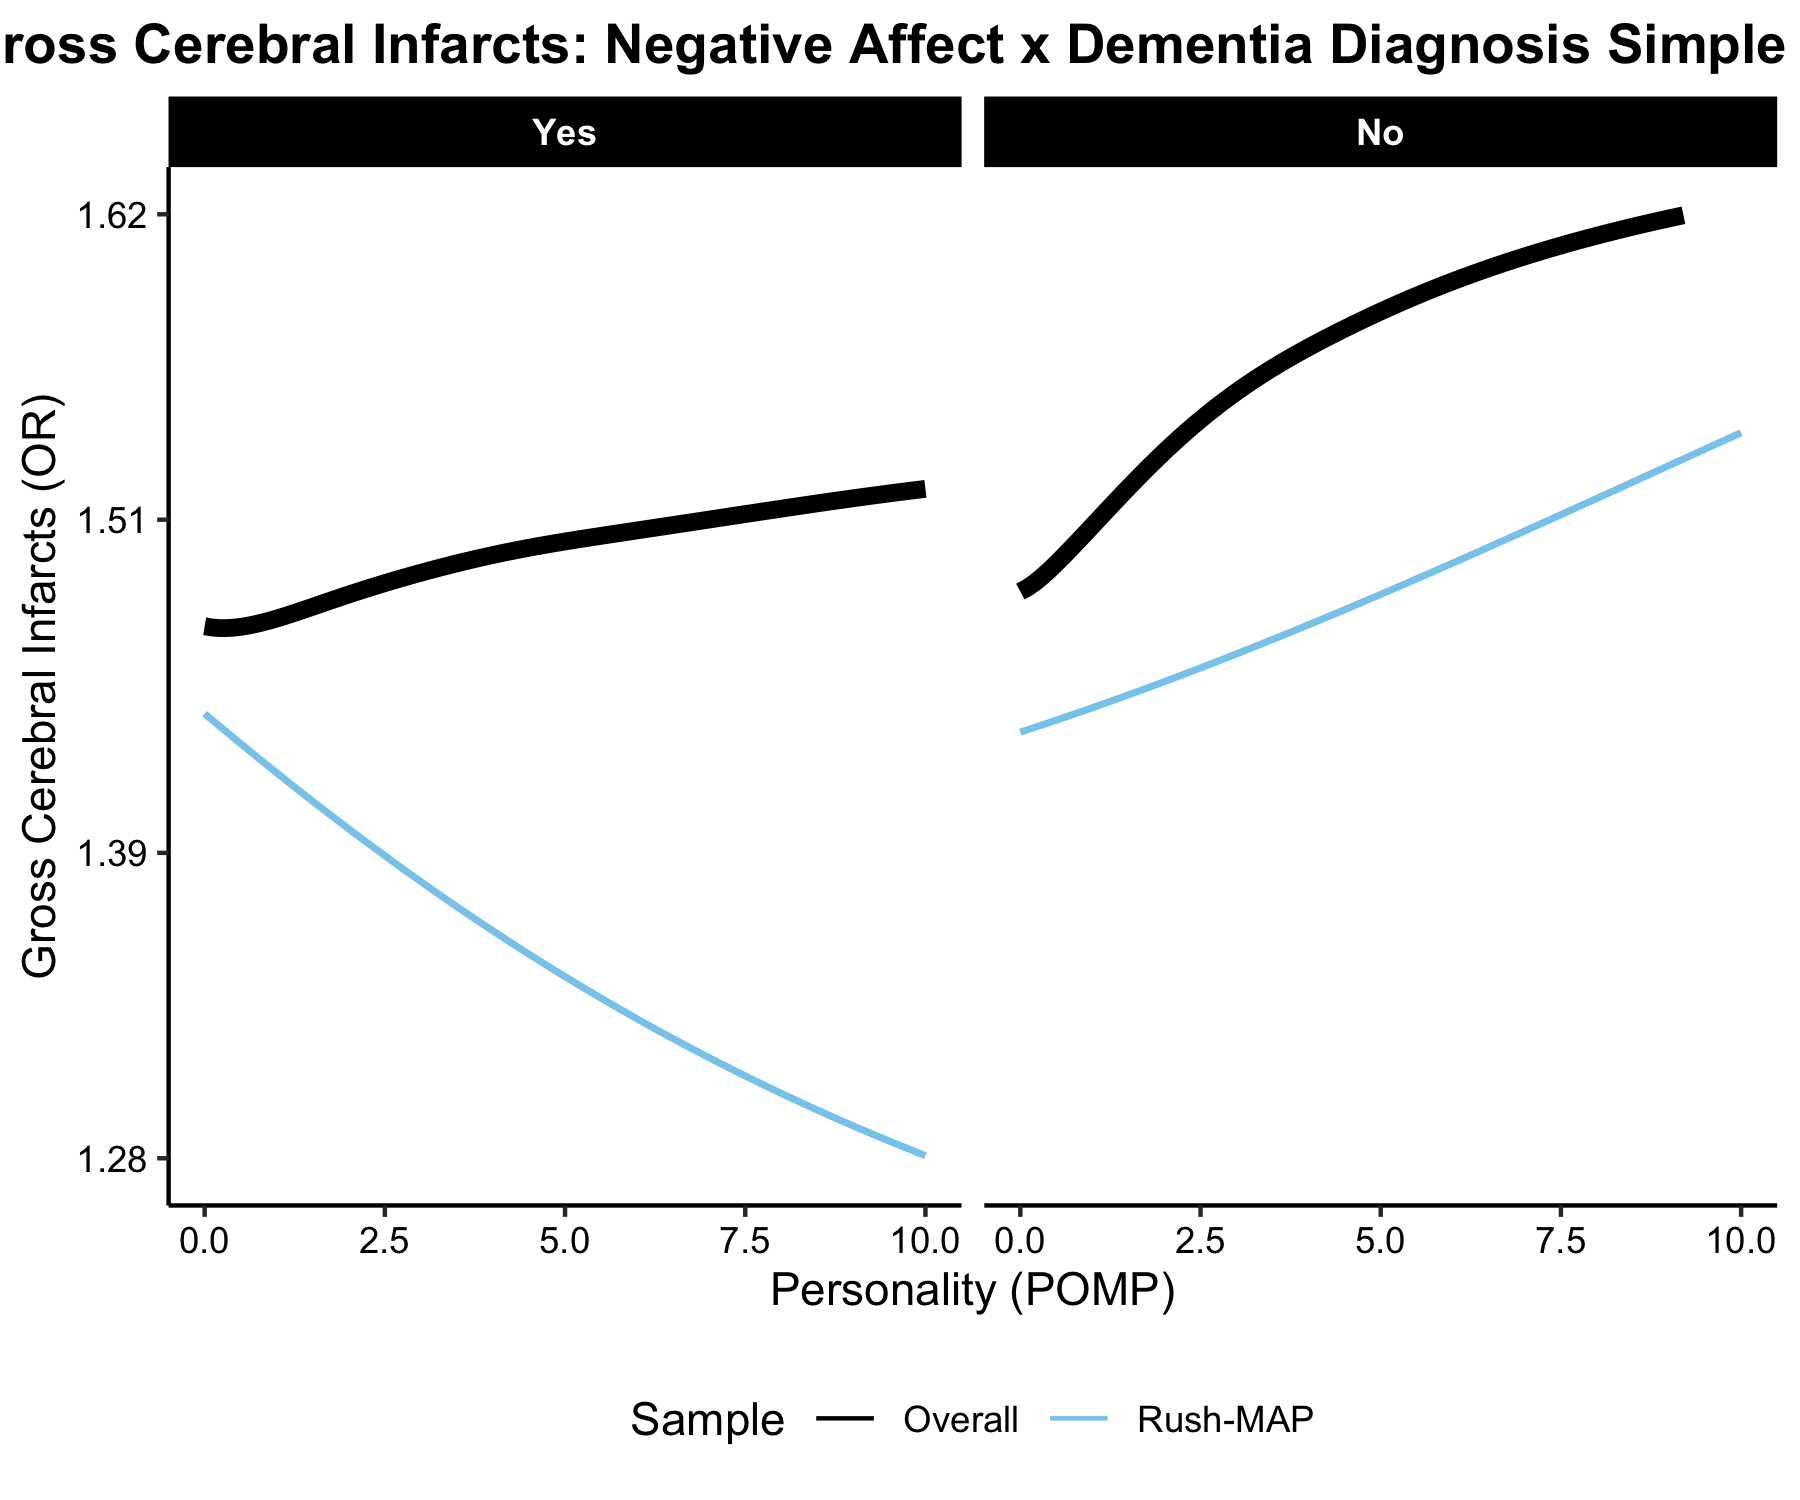 ross Cerebral Infarcts: Negative Affect x Dementia Diagnosis Simple
Yes
No
Gross Cerebral Infarcts (OR)
1.62
1.51
1.39
1.28
0.0 2.5 5.0 7.5 10.0
0.0 2.5 5.0 7.5 10.0
Personality (POMP)
Sample Overall Rush-MAP